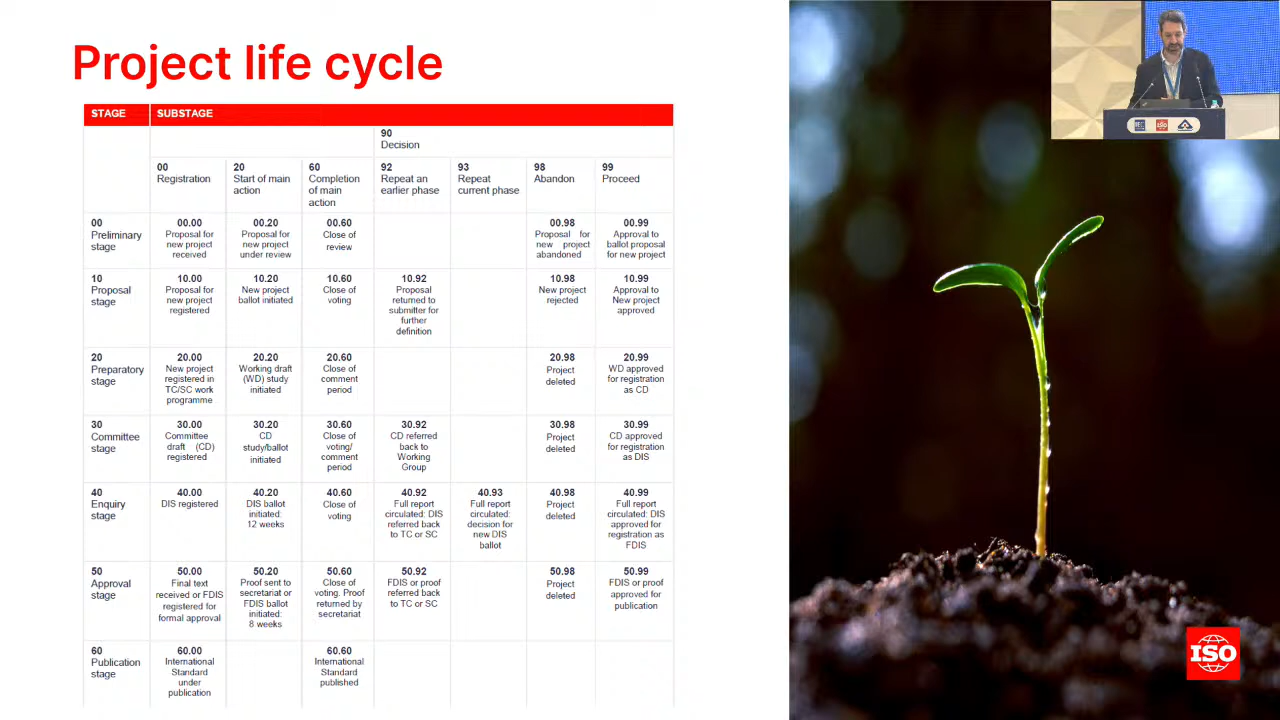 Project life cycle
STAGE SUBSTAGE
90
Decision
00
Registration
20
Start of main
action
60
Completion
of main
action
92
Repeat an
earlier phase
93
Repeat
current phase
98
Abandon
99
Proceed
00
Preliminary
stage
00.00
Proposal for
new project
received
00.20
Proposal for
new project
under review
00.60
Close of
review
00.98
Proposal for
new project
abandoned
00.99
Approval to
ballot proposal
for new project
10
Proposal
stage
10.00
Proposal for
new project
registered
10.20
New project
ballot initiated
10.60
Close of
voting
10.92
Proposal
returned to
submitter for
further
definition
10.98
New project
rejected
10.99
Approval to
New project
approved
20
Preparatory
stage
20.00
New project
registered in
TC/SC work
programme
20.20
Working draft
(WD) study
initiated
20.60
Close of
comment
period
20.98
Project
deleted
20.99
WD approved
for registration
as CD
30
Committee
stage
30.00
Committee
draft (CD)
registered
30.20
CD
study/ballot
initiated
30.60
Close of
voting/
comment
period
30.92
CD referred
back to
Working
Group
30.98
Project
deleted
30.99
CD approved
for registration
as DIS
40
Enquiry
stage
40.00
DIS registered
40.20
DIS ballot
initiated:
12 weeks
40.60
Close of
voting
40.92
Full report
circulated: DIS
referred back
to TC or SC
40.93
Full report
circulated:
decision for
new DIS
ballot
40.98
Project
deleted
40.99
Full report
circulated: DIS
approved for
registration as
FDIS
50
Approval
stage
50.00
Final text
received or FDIS
registered for
formal approval
50.20
Proof sent to
secretariat or
FDIS ballot
initiated:
8 weeks
50.60
Close of
voting. Proof
returned by
secretariat
50.92
FDIS or proof
referred back
to TC or SC
50.98
Project
deleted
50.99
FDIS or proof
approved for
publication
60
Publication
stage
60.00
International
Standard
under
publication
60.60
International
Standard
published
IEC
ISO
ISO